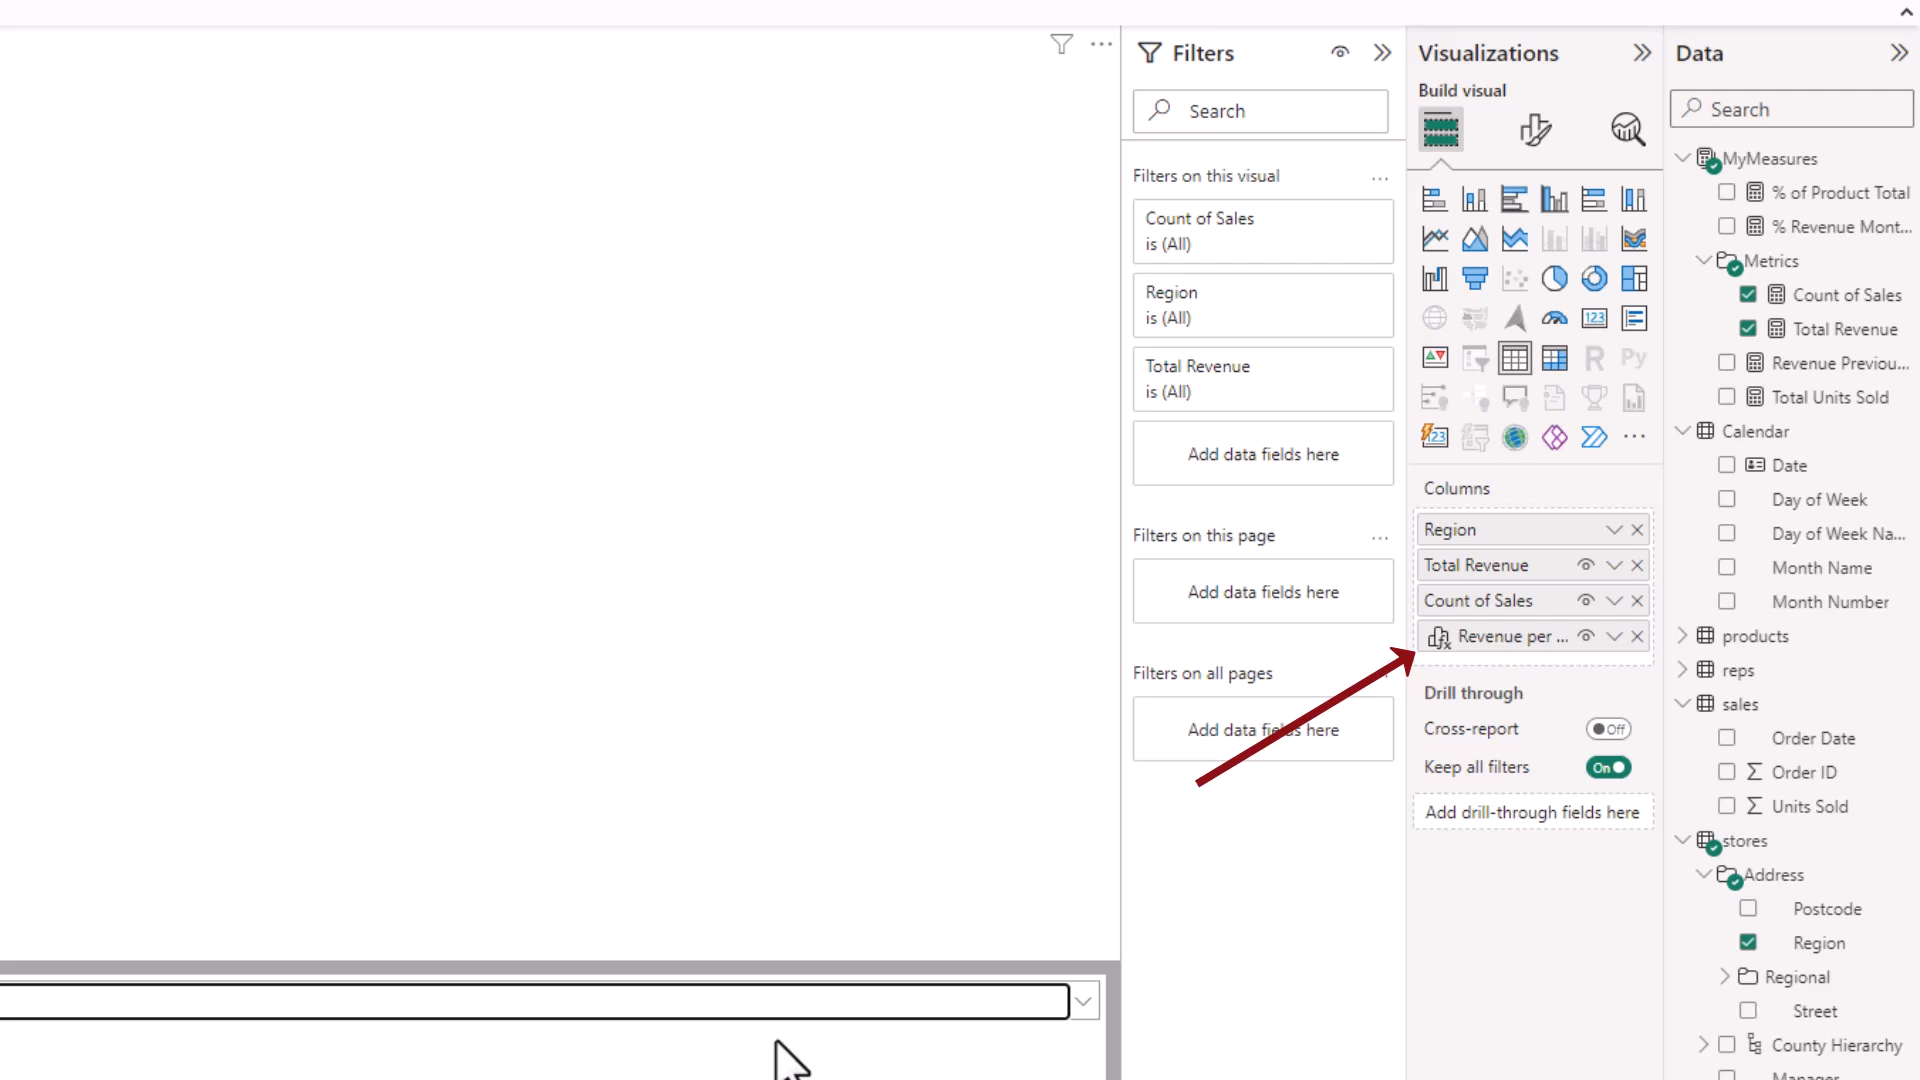 Filters
Search
Filters on this visual
Count of Sales
is (All)
Region
is (All)
Total Revenue
is (All)
Add data fields here
Filters on this page
Add data fields here
Filters on all pages
Add data fields here
Visualizations
Build visual
123
R
Py
123
Columns
Region
Total Revenue
Count of Sales
Revenue per ...
Drill through
Cross-report
Off
Keep all filters
On
Add drill-through fields here
Data
Search
MyMeasures
% of Product Total
% Revenue Mont...
Metrics
Count of Sales
Total Revenue
Revenue Previou...
Total Units Sold
Calendar
Date
Day of Week
Day of Week Na...
Month Name
Month Number
products
reps
sales
Order Date
Order ID
Units Sold
stores
Address
Postcode
Region
Regional
Street
County Hierarchy
Manager